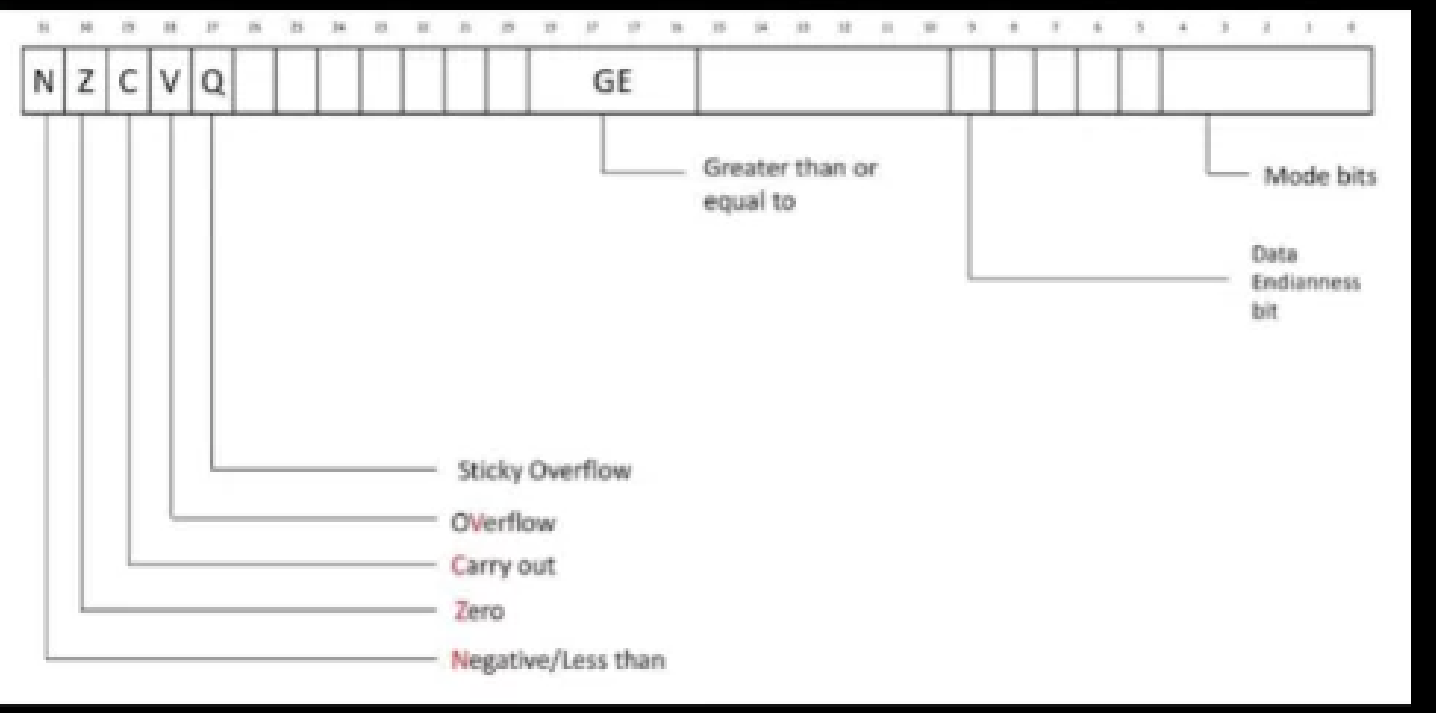 31 30 29 28 27 26 25 24 23 22 21 20 19 17 17 16 15 14 13 12 11 10 9 8 7 6 5 4 3 2 1 0
N Z C V Q GE
Greater than or
equal to
Mode bits
Data
Endianness
bit
Sticky Overflow
OVerflow
Carry out
Zero
Negative/Less than